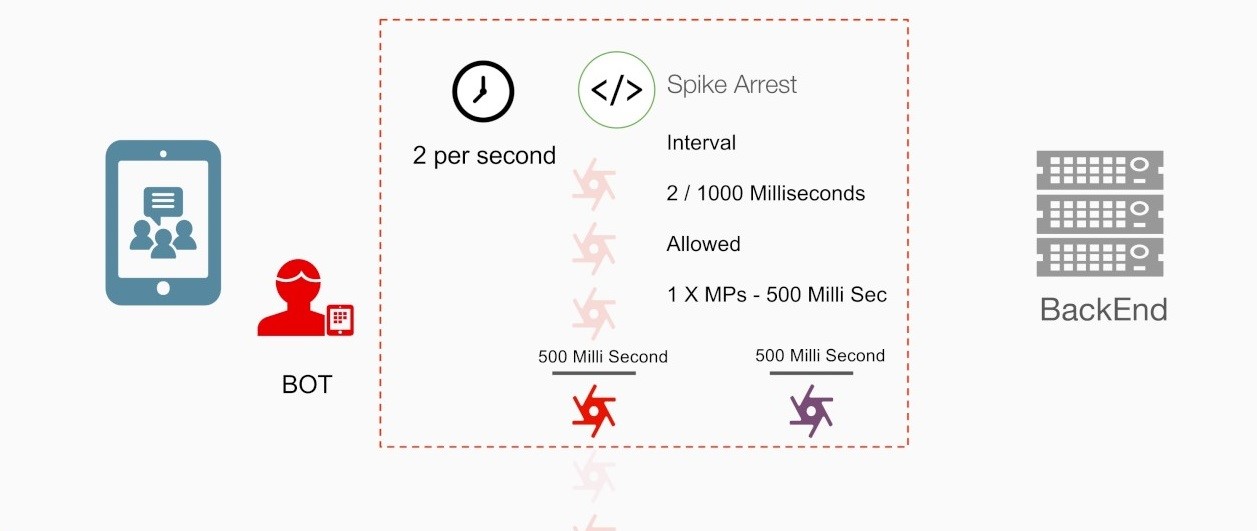 </> Spike Arrest
Interval
2 per second
2 / 1000 Milliseconds
Allowed
1 X MPs - 500 Milli Sec
BackEnd
500 Milli Second
500 Milli Second
BOT